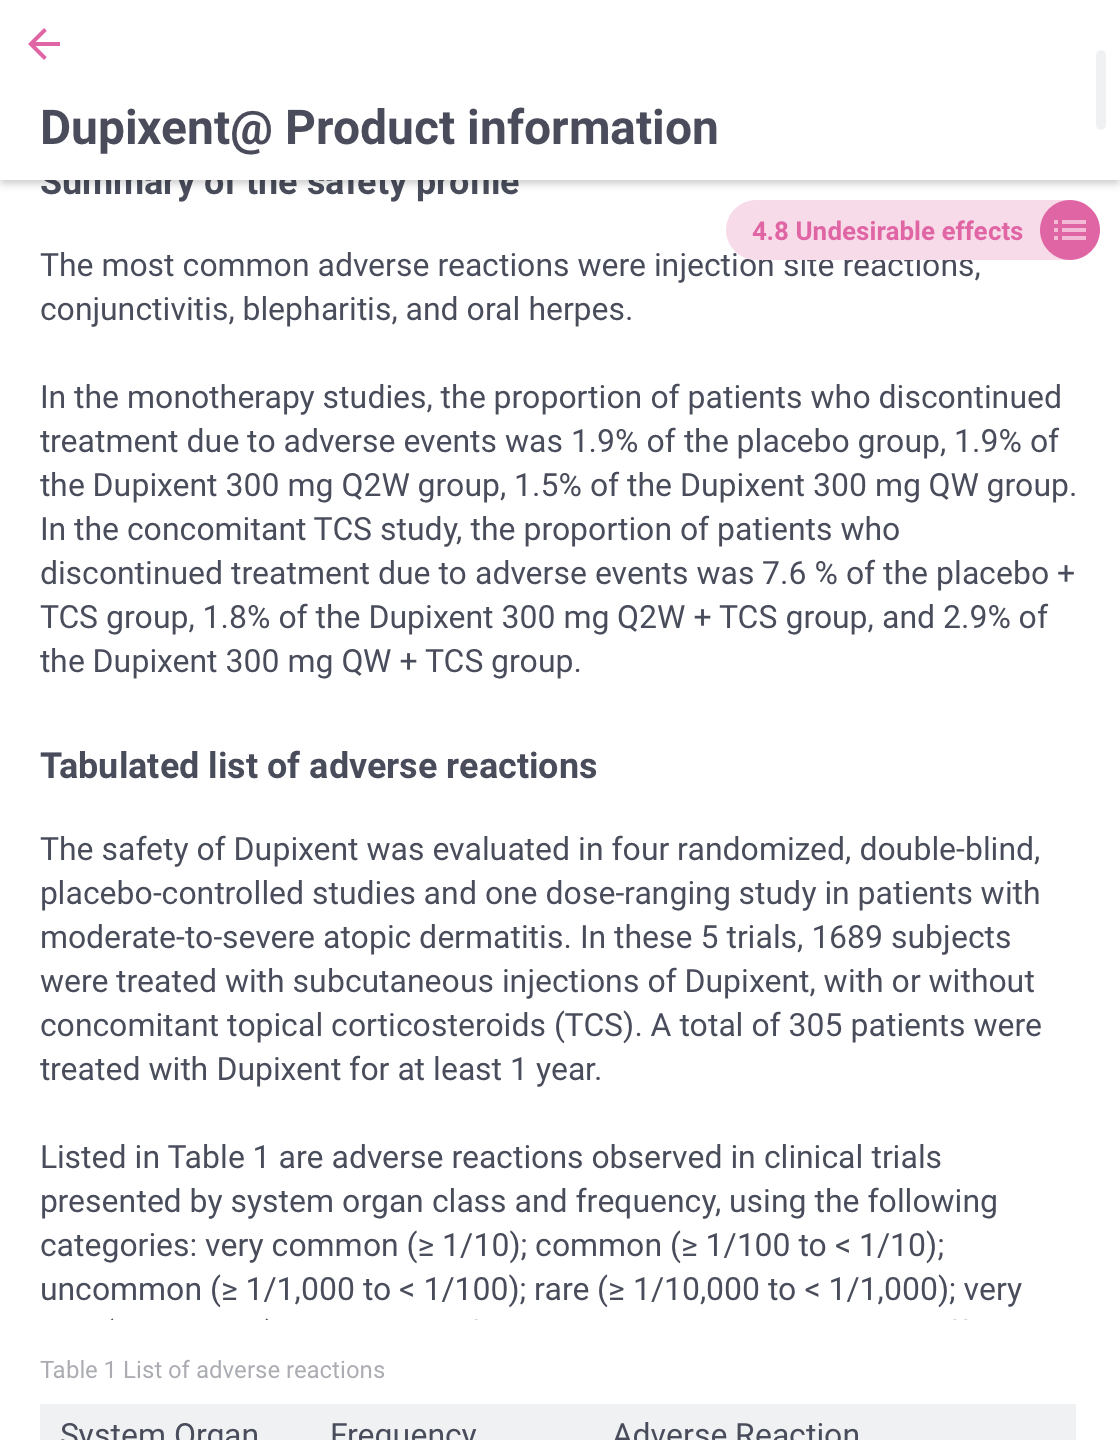 Dupixent@ Product information
Summary of the safety profile
4.8 Undesirable effects
The most common adverse reactions were injection site reactions,
conjunctivitis, blepharitis, and oral herpes.
In the monotherapy studies, the proportion of patients who discontinued
treatment due to adverse events was 1.9% of the placebo group, 1.9% of
the Dupixent 300 mg Q2W group, 1.5% of the Dupixent 300 mg QW group.
In the concomitant TCS study, the proportion of patients who
discontinued treatment due to adverse events was 7.6 % of the placebo +
TCS group, 1.8% of the Dupixent 300 mg Q2W + TCS group, and 2.9% of
the Dupixent 300 mg QW + TCS group.
Tabulated list of adverse reactions
The safety of Dupixent was evaluated in four randomized, double-blind,
placebo-controlled studies and one dose-ranging study in patients with
moderate-to-severe atopic dermatitis. In these 5 trials, 1689 subjects
were treated with subcutaneous injections of Dupixent, with or without
concomitant topical corticosteroids (TCS). A total of 305 patients were
treated with Dupixent for at least 1 year.
Listed in Table 1 are adverse reactions observed in clinical trials
presented by system organ class and frequency, using the following
categories: very common (≥ 1/10); common (≥ 1/100 to < 1/10);
uncommon (≥ 1/1,000 to < 1/100); rare (≥ 1/10,000 to < 1/1,000); very
Table 1 List of adverse reactions
System Organ Frequency Adverse Reaction